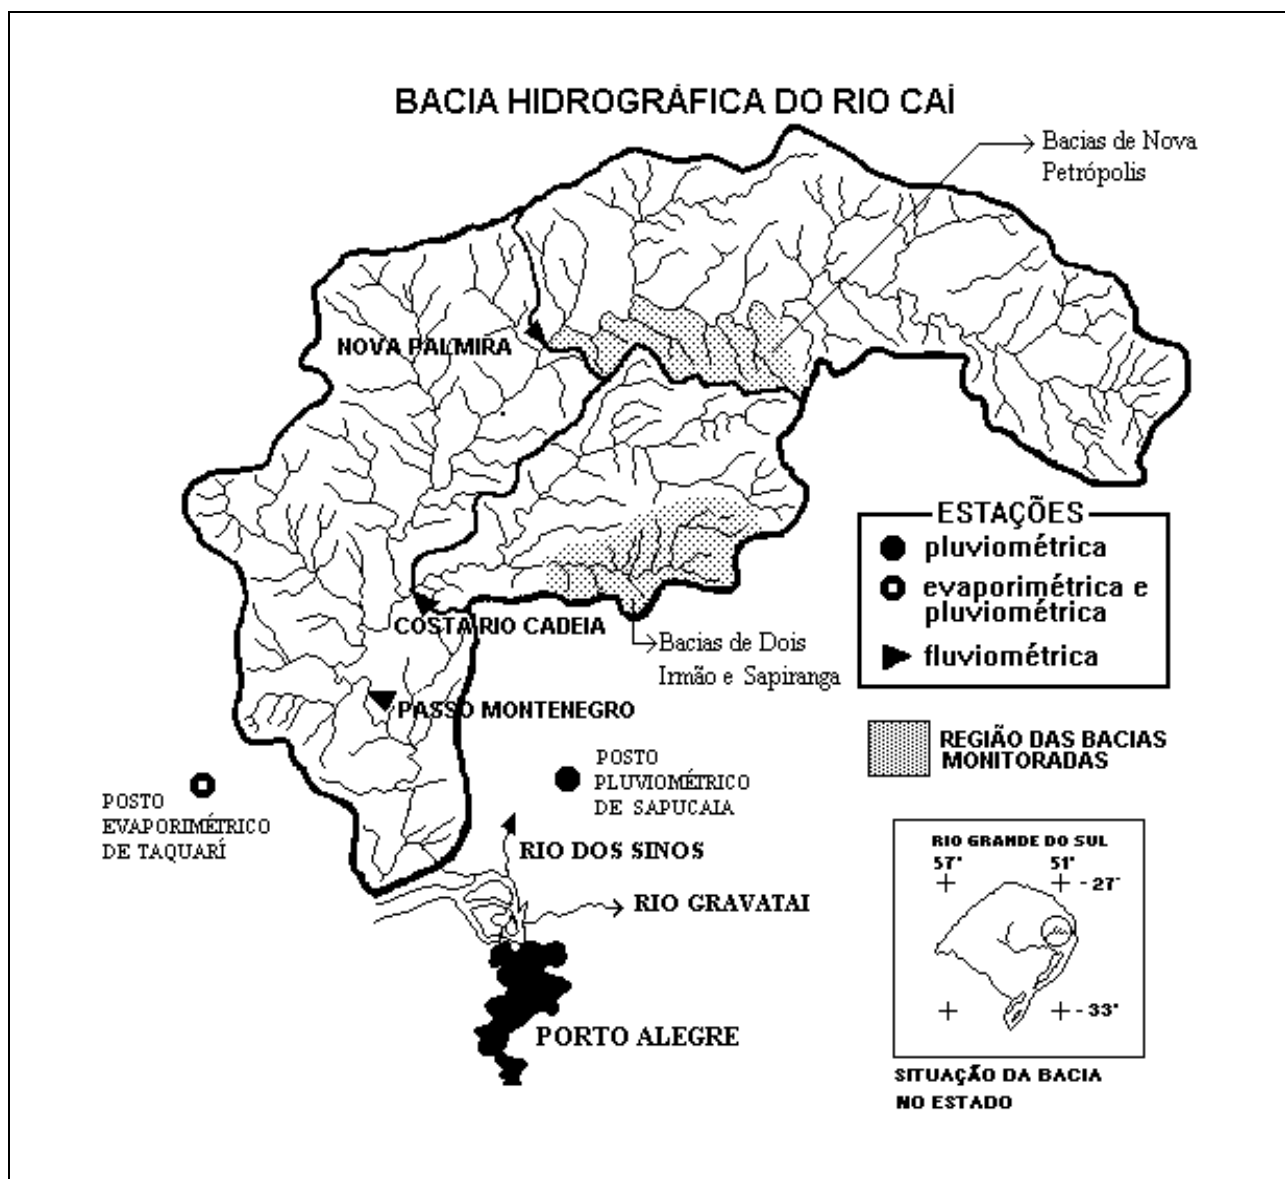 BACIA HIDROGRÁFICA DO RIO CAÍ
Bacias de Nova
Petrópolis
NOVA PALMIRA
COSTA RIO CADEIA
Bacias de Dois
Irmão e Sapiranga
PASSO MONTENEGRO
ESTAÇÕES
pluviométrica
evaporimétrica e
pluviométrica
fluviométrica
REGIÃO DAS BACIAS
MONITORADAS
POSTO
PLUVIOMÉTRICO
DE SAPUCAIA
POSTO
EVAPORIMÉTRICO
DE TAQUARÍ
RIO DOS SINOS
RIO GRAVATAI
PORTO ALEGRE
RIO GRANDE DO SUL
57° 51°
- 27°
- 33°
SITUAÇÃO DA BACIA
NO ESTADO